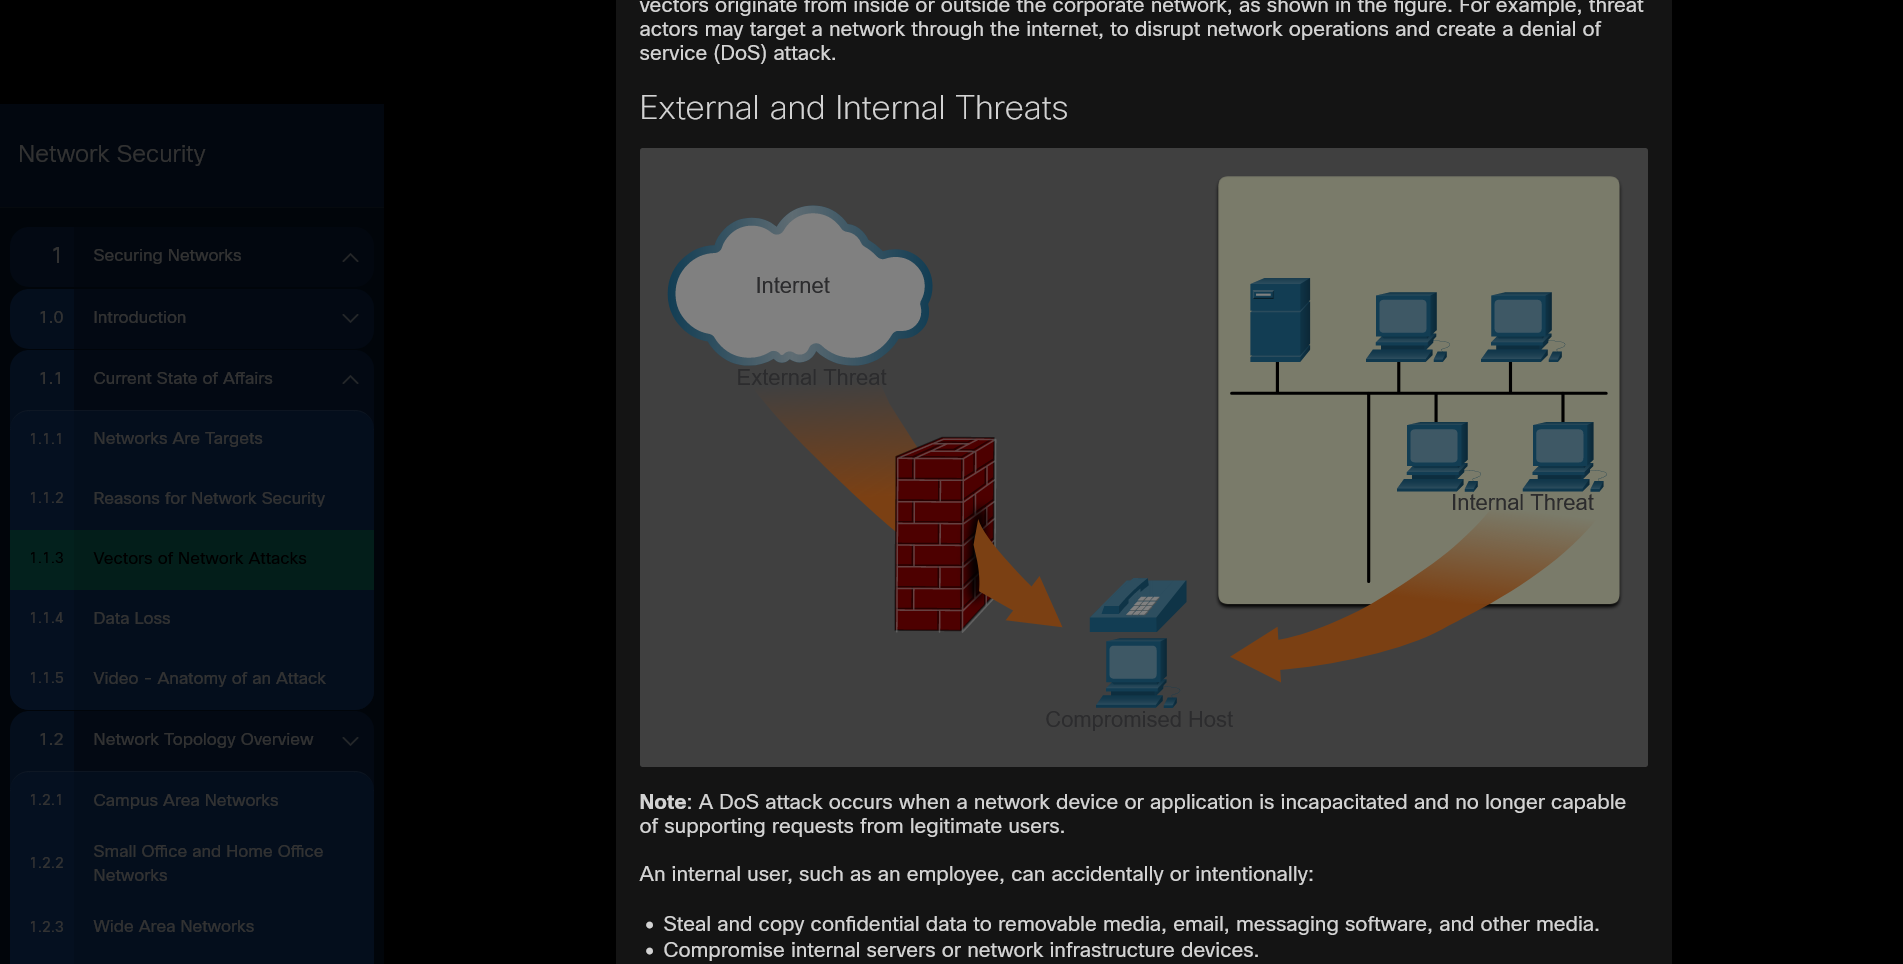 vectors originate from inside or outside the corporate network, as shown in the figure. For example, threat
actors may target a network through the internet, to disrupt network operations and create a denial of
service (DoS) attack.
External and Internal Threats
Network Security
1 Securing Networks
1.0 Introduction
1.1 Current State of Affairs
1.1.1 Networks Are Targets
1.1.2 Reasons for Network Security
1.1.3 Vectors of Network Attacks
1.1.4 Data Loss
1.1.5 Video - Anatomy of an Attack
1.2 Network Topology Overview
1.2.1 Campus Area Networks
1.2.2 Small Office and Home Office
Networks
1.2.3 Wide Area Networks
Internet
External Threat
Internal Threat
Compromised Host
Note: A DoS attack occurs when a network device or application is incapacitated and no longer capable
of supporting requests from legitimate users.
An internal user, such as an employee, can accidentally or intentionally:
• Steal and copy confidential data to removable media, email, messaging software, and other media.
• Compromise internal servers or network infrastructure devices.